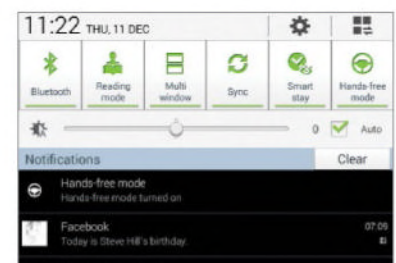 11:22 THU, 11 DEC
Bluetooth
Reading mode
Multi window
Sync
Smart stay
Hands-free mode
0 Auto
Notifications Clear
Hands-free mode
Hands-free mode turned on
Facebook 07:09
Today is Steve Hill's birthday.